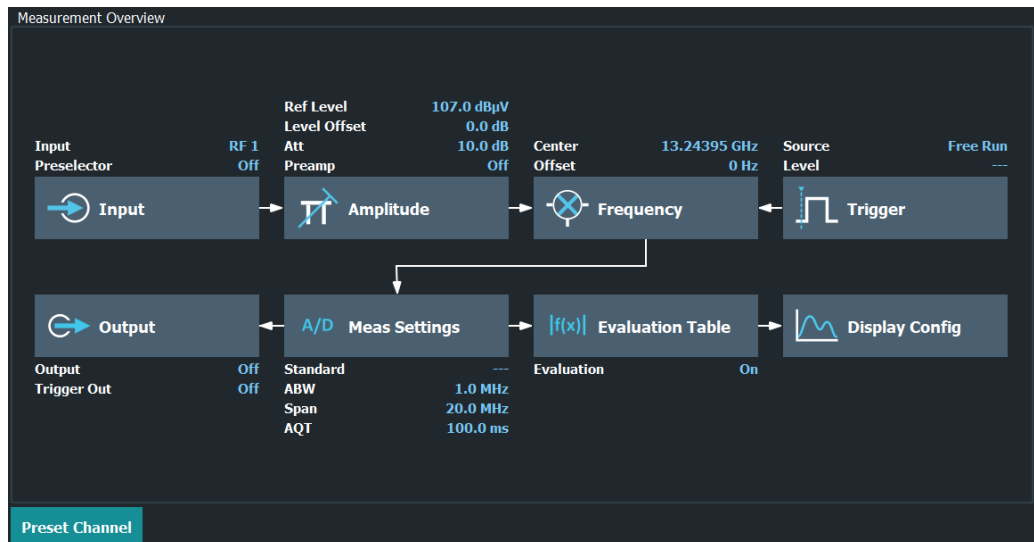 Measurement Overview
Ref Level 107.0 dBµV
Level Offset 0.0 dB
Input RF 1 Att 10.0 dB Center 13.24395 GHz Source Free Run
Preselector Off Preamp Off Offset 0 Hz Level ---
Input Amplitude Frequency Trigger
Output A/D Meas Settings |f(x)| Evaluation Table Display Config
Output Off Standard --- Evaluation On
Trigger Out Off ABW 1.0 MHz
Span 20.0 MHz
AQT 100.0 ms
Preset Channel